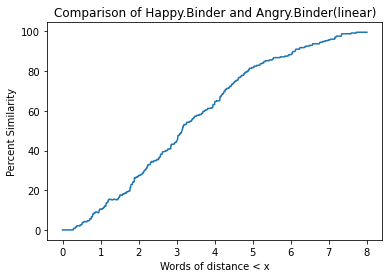 Comparison of Happy.Binder and Angry.Binder(linear)
100
80
60
40
20
0
Percent Similarity
0 1 2 3 4 5 6 7 8
Words of distance < x